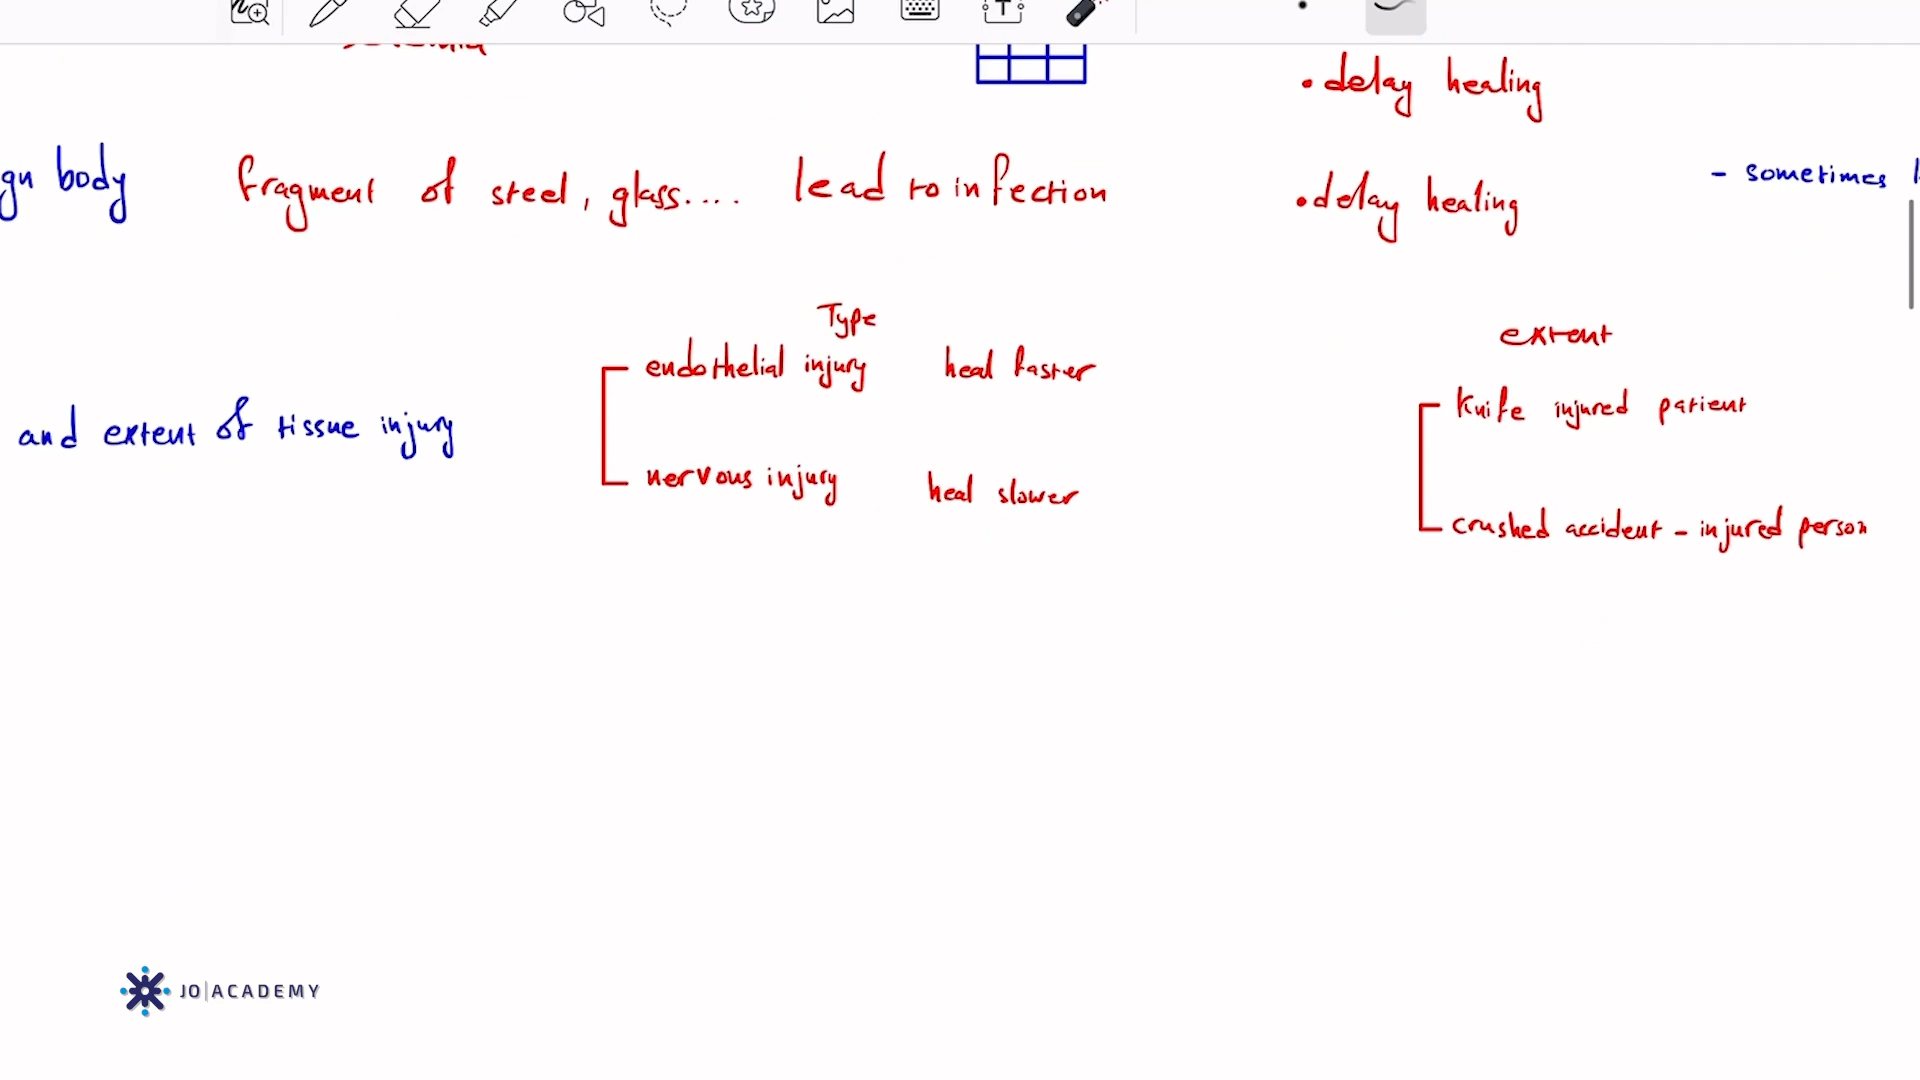 • delay healing
gn body fragment of steel, glass.... lead to infection • delay healing - sometimes
Type
extent
endothelial injury heal faster
Knife injured patient
and extent of tissue injury
nervous injury heal slower
crushed accident - injured person
JO ACADEMY